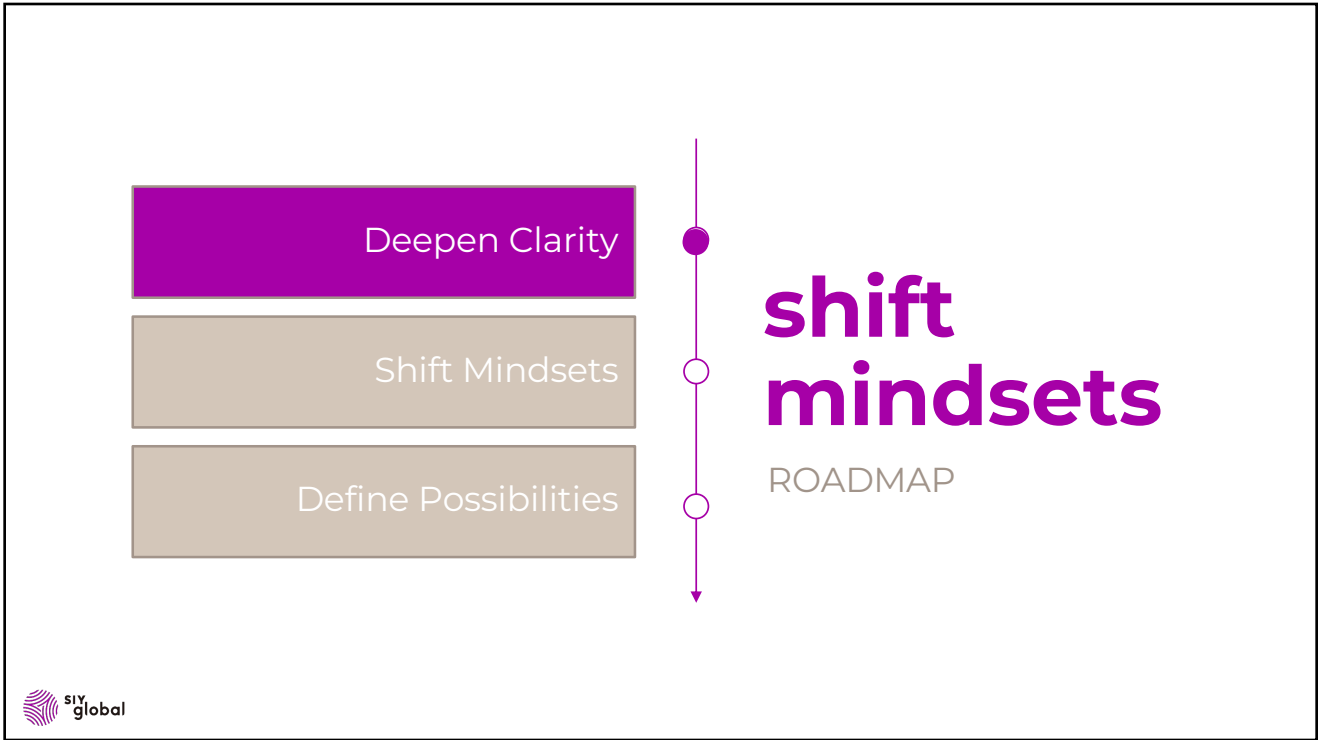 Deepen Clarity
Shift Mindsets
Define Possibilities
shift
mindsets
ROADMAP
SIY
global